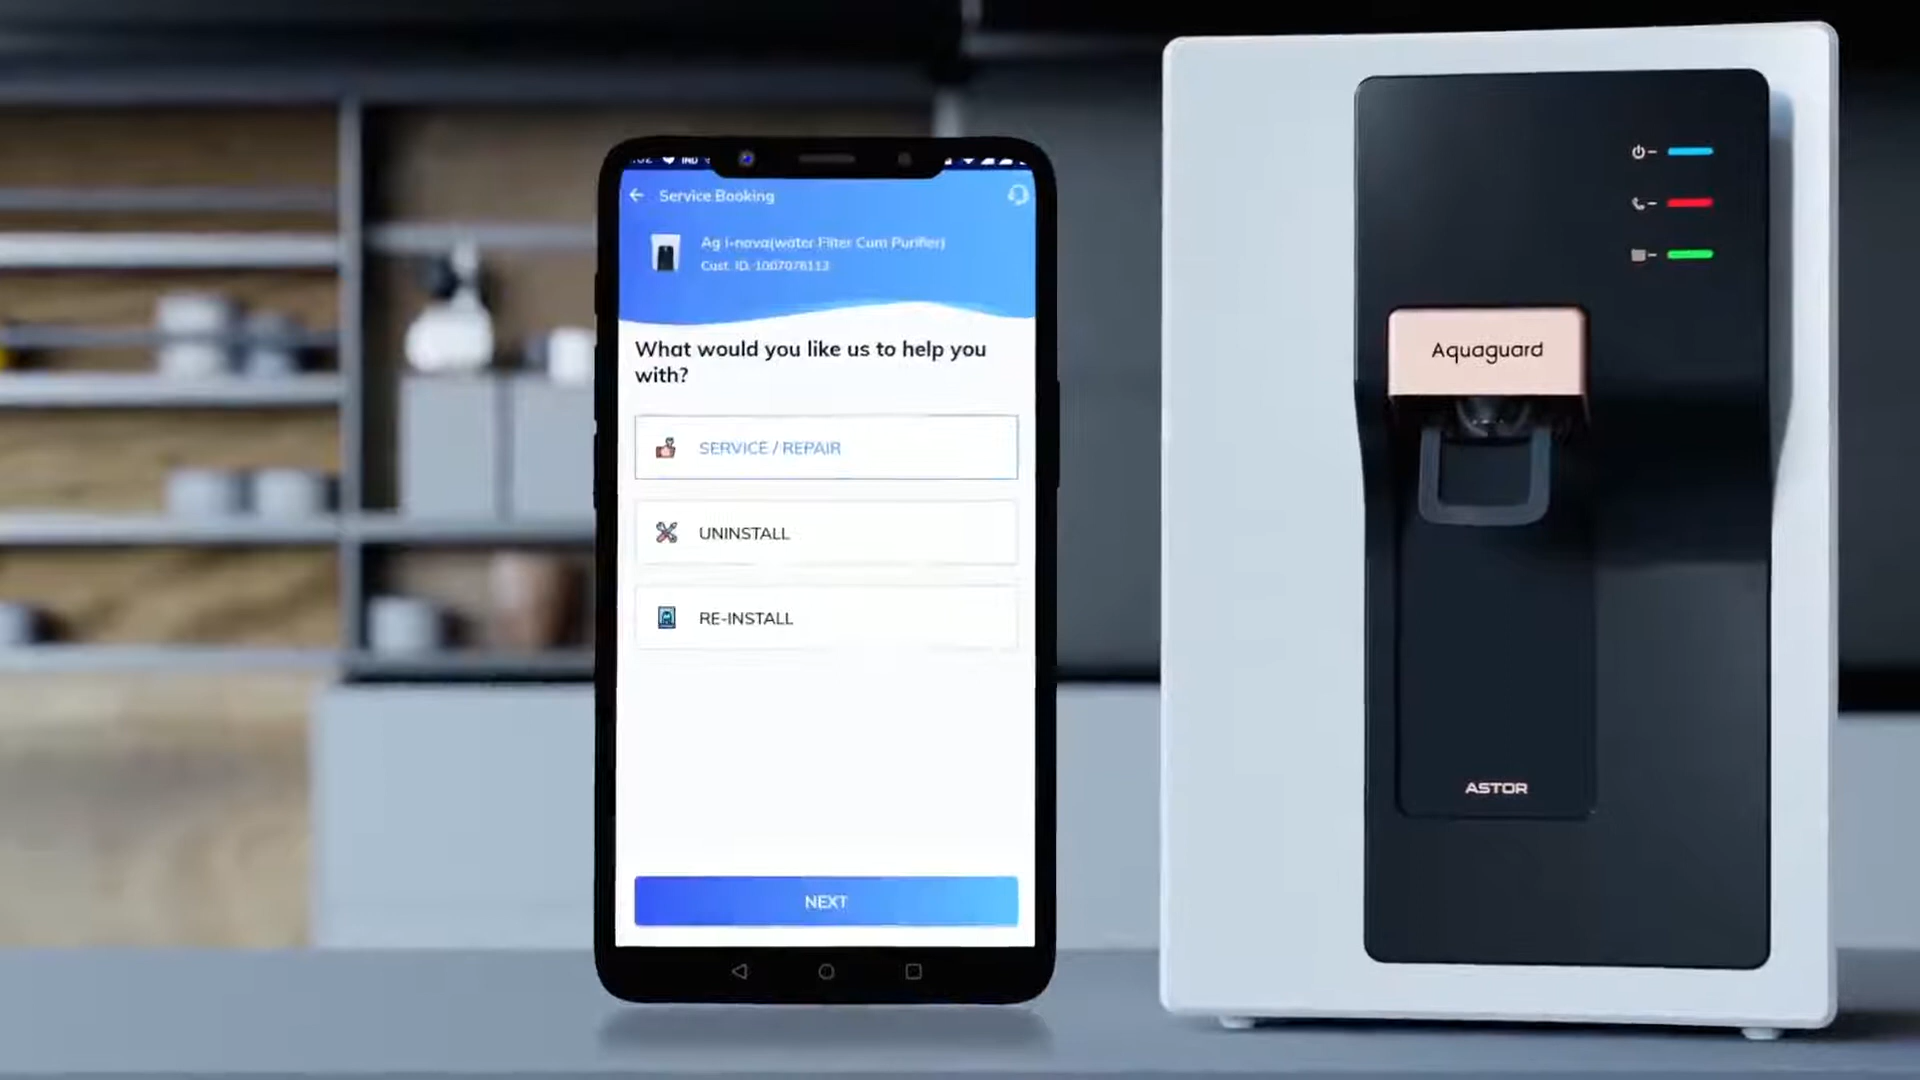 Service Booking
Ag i-nova(water Filter Cum Purifier)
Cust. ID. 1007076112
What would you like us to help you
with?
SERVICE / REPAIR
UNINSTALL
RE-INSTALL
NEXT
Aquaguard
ASTOR